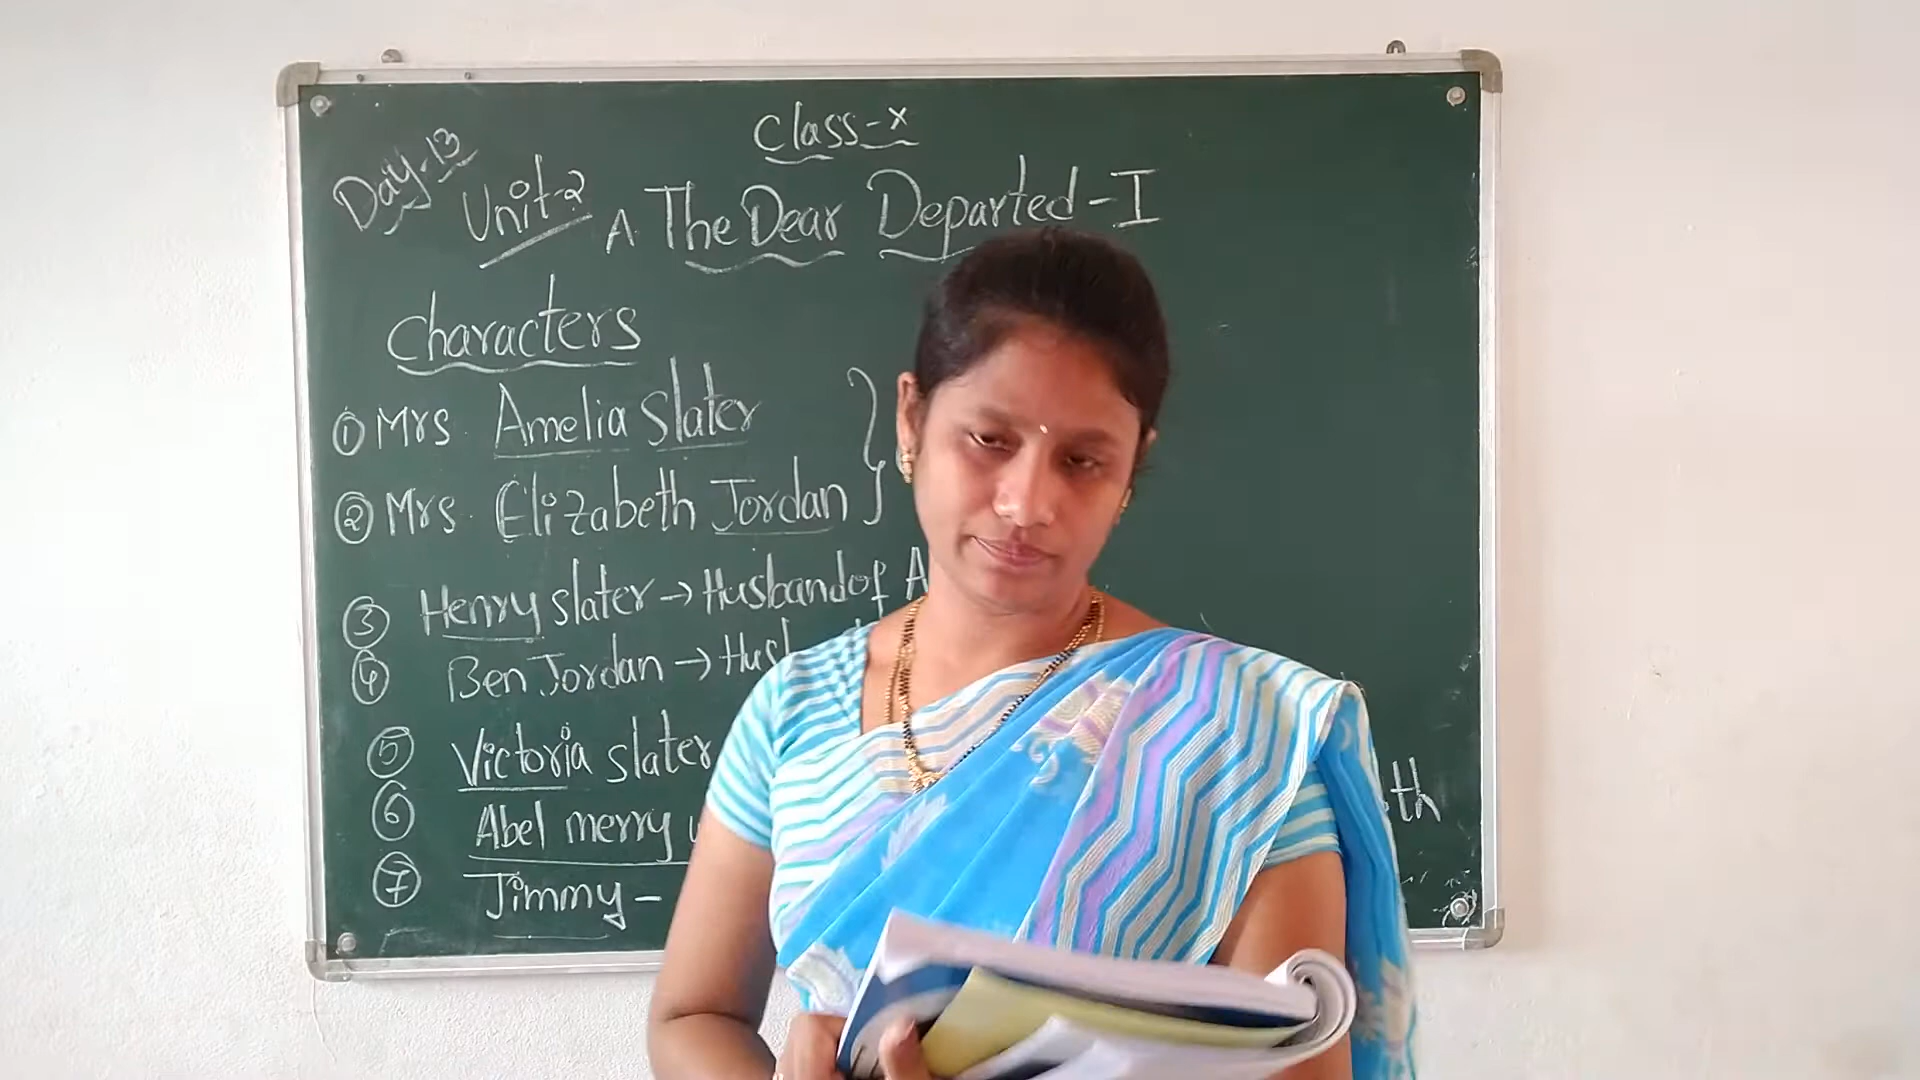 Class-X
Day-13
Unit-2 A The Dear Departed-I
Characters
① Mrs Amelia Slater
② Mrs Elizabeth Jordan
③ Henry slater → Husband of A
④ Ben Jordan → Hus
⑤ Victoria slater
⑥ Abel merry
⑦ Jimmy -